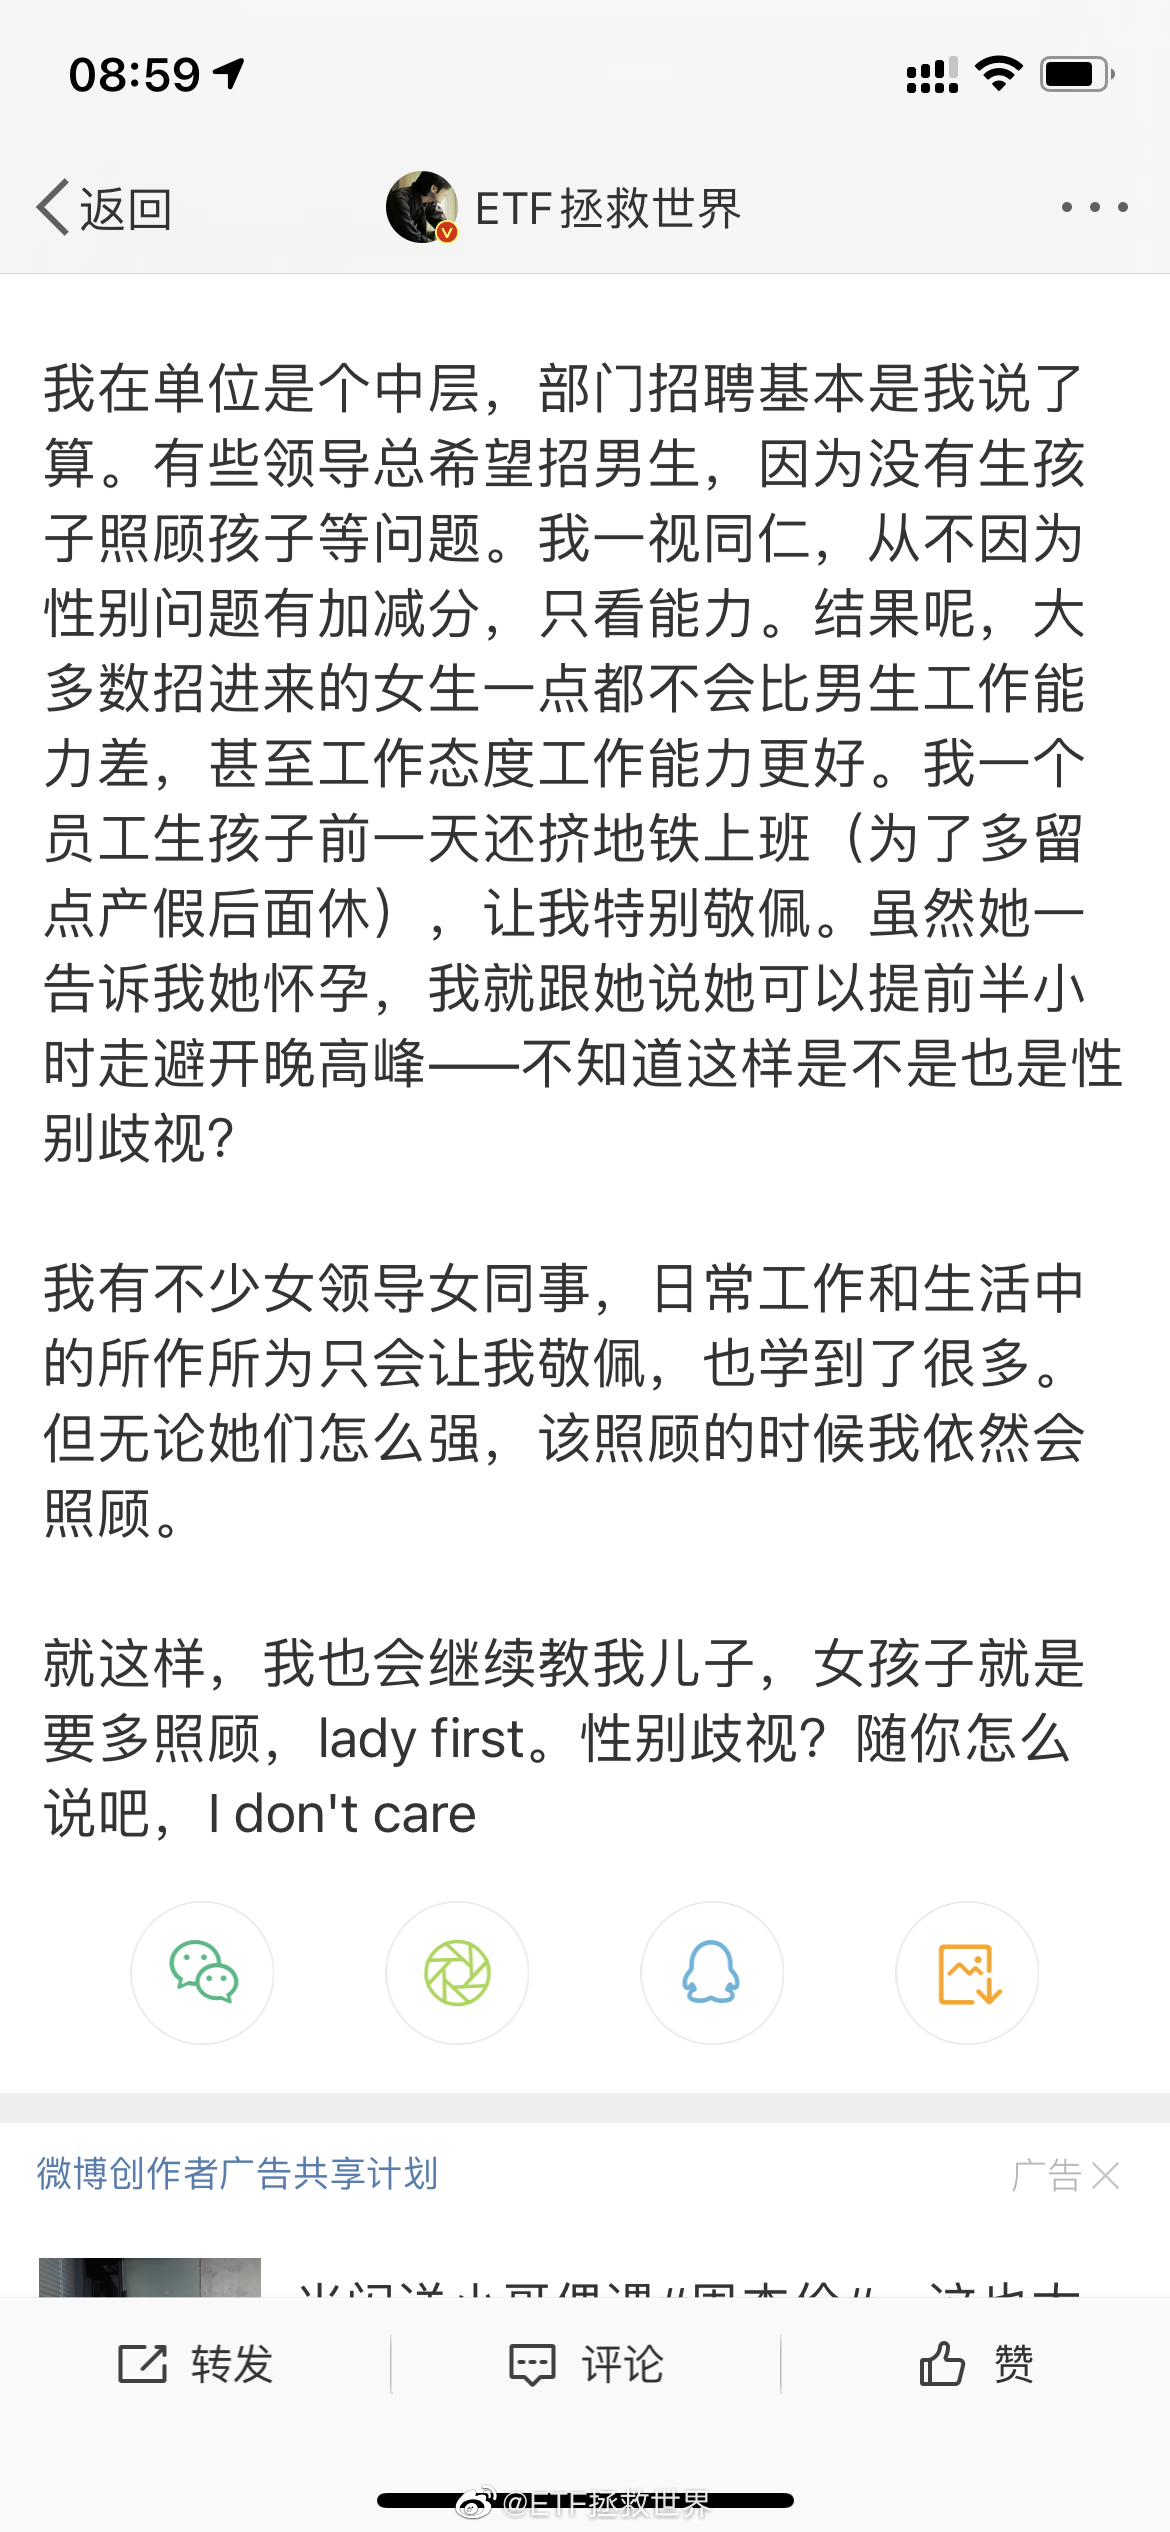 08:59
返回
ETF拯救世界
我在单位是个中层，部门招聘基本是我说了
算。有些领导总希望招男生，因为没有生孩
子照顾孩子等问题。我一视同仁，从不因为
性别问题有加减分，只看能力。结果呢，大
多数招进来的女生一点都不会比男生工作能
力差，甚至工作态度工作能力更好。我一个
员工生孩子前一天还挤地铁上班（为了多留
点产假后面休），让我特别敬佩。虽然她一
告诉我她怀孕，我就跟她说她可以提前半小
时走避开晚高峰——不知道这样是不是也是性
别歧视？
我有不少女领导女同事，日常工作和生活中
的所作所为只会让我敬佩，也学到了很多。
但无论她们怎么强，该照顾的时候我依然会
照顾。
就这样，我也会继续教我儿子，女孩子就是
要多照顾，lady first。性别歧视？随你怎么
说吧，I don't care
微博创作者广告共享计划
广告
转发
评论
赞
@ETF拯救世界